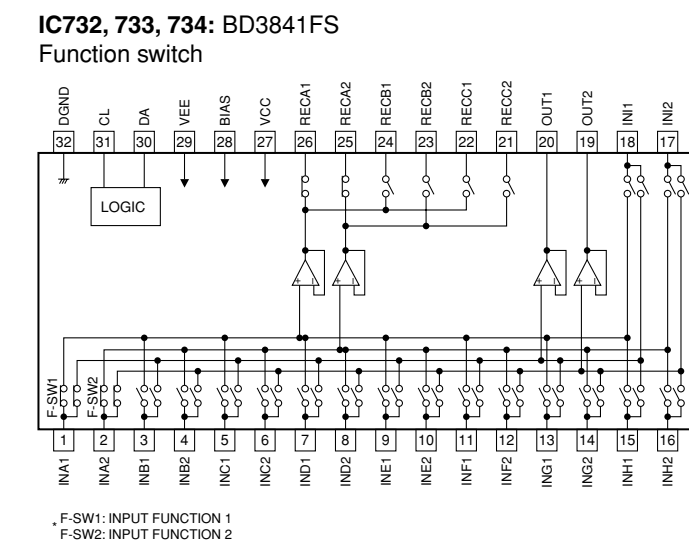 IC732, 733, 734: BD3841FS
Function switch
DGND CL DA VEE BIAS VCC RECA1 RECA2 RECB1 RECB2 RECC1 RECC2 OUT1 OUT2 INI1 INI2
32 31 30 29 28 27 26 25 24 23 22 21 20 19 18 17
LOGIC
+ − + − + − + −
F-SW1 F-SW2
1 2 3 4 5 6 7 8 9 10 11 12 13 14 15 16
INA1 INA2 INB1 INB2 INC1 INC2 IND1 IND2 INE1 INE2 INF1 INF2 ING1 ING2 INH1 INH2
* F-SW1: INPUT FUNCTION 1
F-SW2: INPUT FUNCTION 2